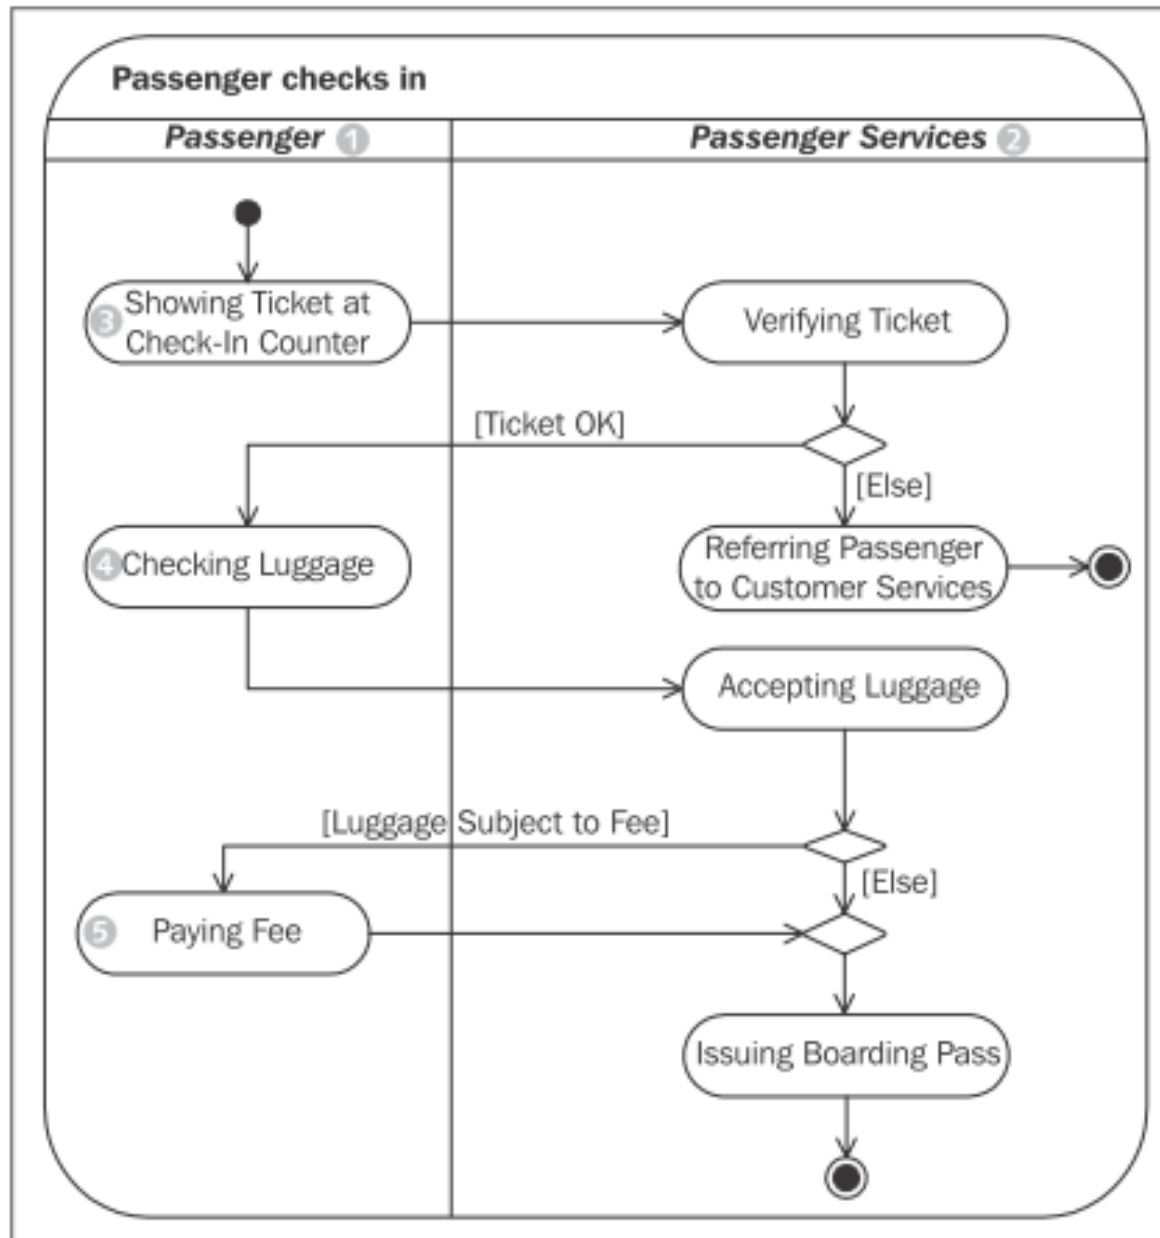 Passenger checks in
Passenger 1
Passenger Services 2
3 Showing Ticket at
Check-In Counter
Verifying Ticket
[Ticket OK]
[Else]
4 Checking Luggage
Referring Passenger
to Customer Services
Accepting Luggage
[Luggage Subject to Fee]
[Else]
5 Paying Fee
Issuing Boarding Pass